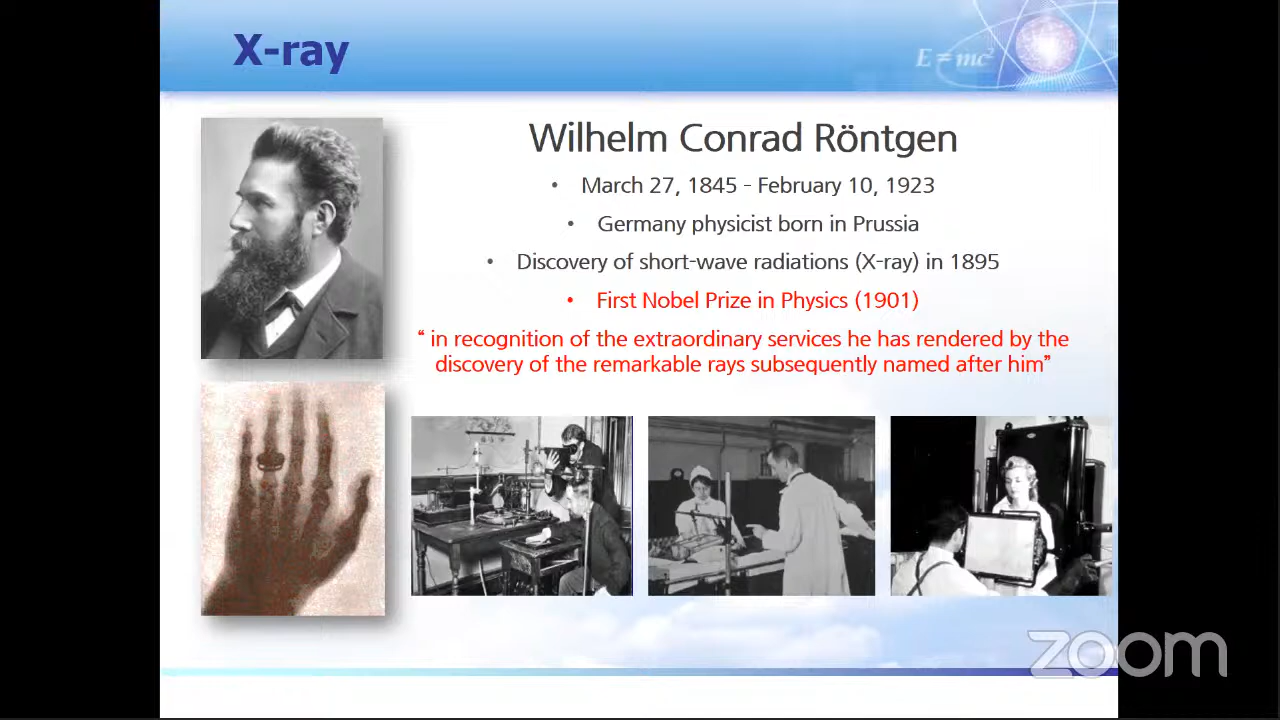 X-ray
E = mc²
Wilhelm Conrad Röntgen
• March 27, 1845 - February 10, 1923
• Germany physicist born in Prussia
• Discovery of short-wave radiations (X-ray) in 1895
• First Nobel Prize in Physics (1901)
“ in recognition of the extraordinary services he has rendered by the
discovery of the remarkable rays subsequently named after him”
zoom